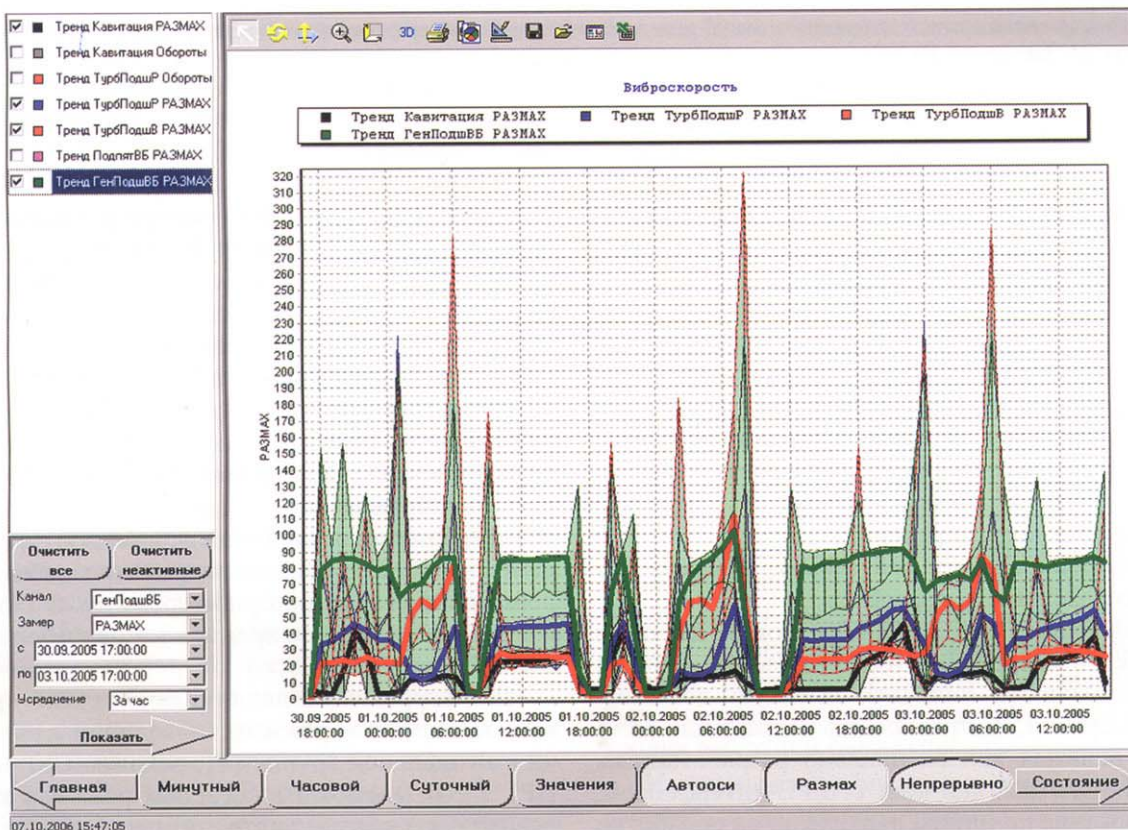 Тренд Кавитация РАЗМАХ
Тренд Кавитация Обороты
Тренд ТурбПодшР Обороты
Тренд ТурбПодшР РАЗМАХ
Тренд ТурбПодшВ РАЗМАХ
Тренд ПодпятВБ РАЗМАХ
Тренд ГенПодшВБ РАЗМАХ
Очистить все
Очистить неактивные
Канал ГенПодшВБ
Замер РАЗМАХ
с 30.09.2005 17:00:00
по 03.10.2005 17:00:00
Усреднение За час
Показать
3D
Виброскорость
Тренд Кавитация РАЗМАХ Тренд ТурбПодшР РАЗМАХ Тренд ТурбПодшВ РАЗМАХ
Тренд ГенПодшВБ РАЗМАХ
РАЗМАХ
320
310
300
290
280
270
260
250
240
230
220
210
200
190
180
170
160
150
140
130
120
110
100
90
80
70
60
50
40
30
20
10
0
30.09.2005 01.10.2005 01.10.2005 01.10.2005 01.10.2005 02.10.2005 02.10.2005 02.10.2005 02.10.2005 03.10.2005 03.10.2005 03.10.2005
18:00:00 00:00:00 06:00:00 12:00:00 18:00:00 00:00:00 06:00:00 12:00:00 18:00:00 00:00:00 06:00:00 12:00:00
Главная Минутный Часовой Суточный Значения Автооси Размах Непрерывно Состояние
07.10.2006 15:47:05